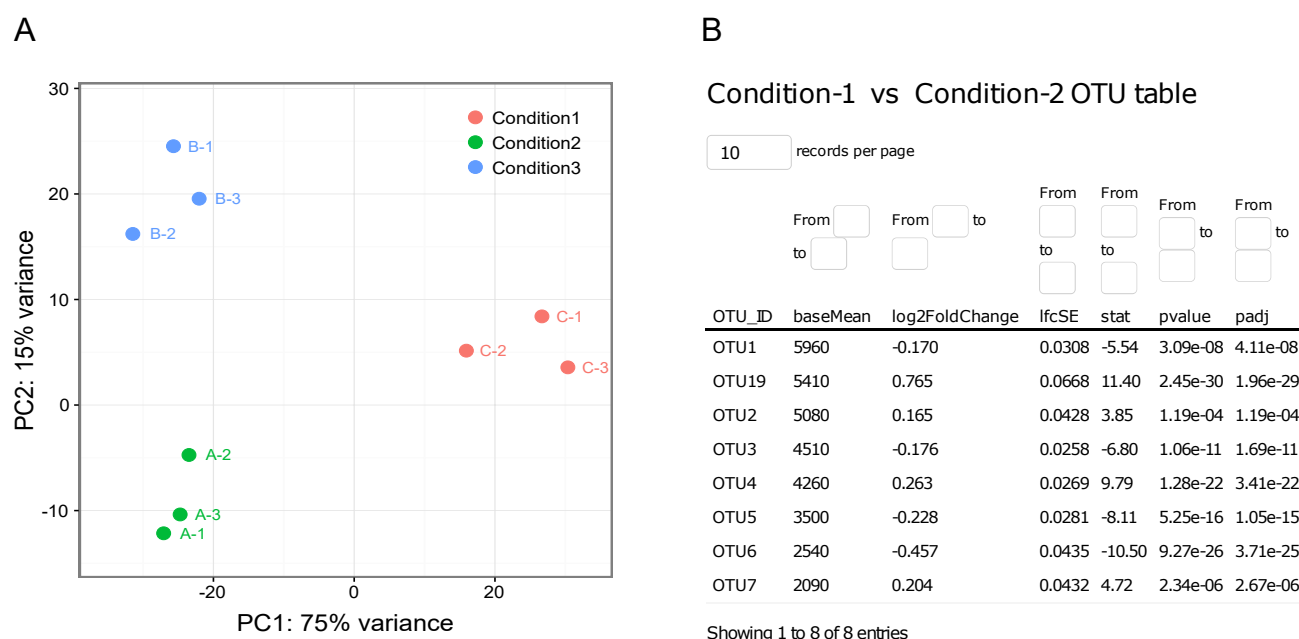 A
30
20
10
0
-10
PC2: 15% variance
Condition1
Condition2
Condition3
B-1
B-3
B-2
C-1
C-2
C-3
A-2
A-3
A-1
-20
0
20
PC1: 75% variance
B
Condition-1 vs Condition-2 OTU table
10 records per page
From to
From to
From to
From to
From to
From to
OTU_ID baseMean log2FoldChange lfcSE stat pvalue padj
OTU1 5960 -0.170 0.0308 -5.54 3.09e-08 4.11e-08
OTU19 5410 0.765 0.0668 11.40 2.45e-30 1.96e-29
OTU2 5080 0.165 0.0428 3.85 1.19e-04 1.19e-04
OTU3 4510 -0.176 0.0258 -6.80 1.06e-11 1.69e-11
OTU4 4260 0.263 0.0269 9.79 1.28e-22 3.41e-22
OTU5 3500 -0.228 0.0281 -8.11 5.25e-16 1.05e-15
OTU6 2540 -0.457 0.0435 -10.50 9.27e-26 3.71e-25
OTU7 2090 0.204 0.0432 4.72 2.34e-06 2.67e-06
Showing 1 to 8 of 8 entries